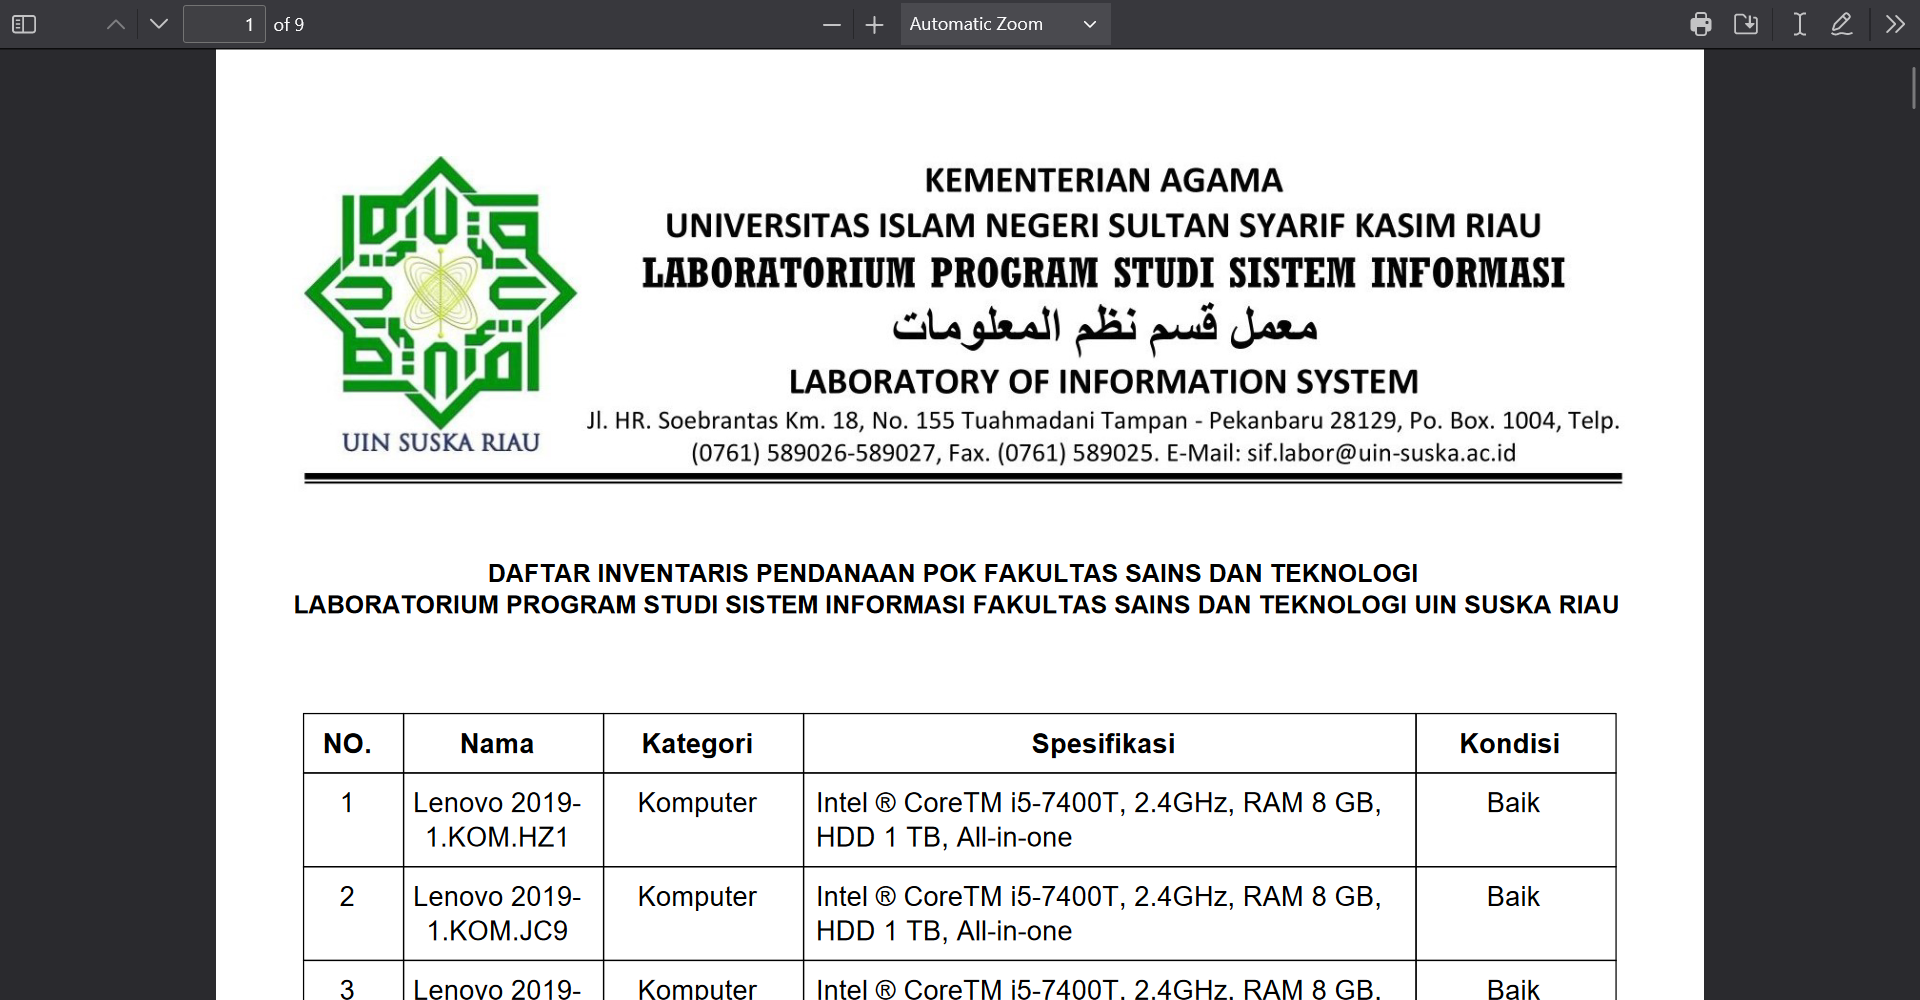 1 of 9
Automatic Zoom
KEMENTERIAN AGAMA
UNIVERSITAS ISLAM NEGERI SULTAN SYARIF KASIM RIAU
LABORATORIUM PROGRAM STUDI SISTEM INFORMASI
معمل قسم نظم المعلومات
LABORATORY OF INFORMATION SYSTEM
Jl. HR. Soebrantas Km. 18, No. 155 Tuahmadani Tampan - Pekanbaru 28129, Po. Box. 1004, Telp.
(0761) 589026-589027, Fax. (0761) 589025. E-Mail: sif.labor@uin-suska.ac.id
UIN SUSKA RIAU
DAFTAR INVENTARIS PENDANAAN POK FAKULTAS SAINS DAN TEKNOLOGI
LABORATORIUM PROGRAM STUDI SISTEM INFORMASI FAKULTAS SAINS DAN TEKNOLOGI UIN SUSKA RIAU
NO. Nama Kategori Spesifikasi Kondisi
1 Lenovo 2019- Komputer Intel ® CoreTM i5-7400T, 2.4GHz, RAM 8 GB, Baik
1.KOM.HZ1 HDD 1 TB, All-in-one
2 Lenovo 2019- Komputer Intel ® CoreTM i5-7400T, 2.4GHz, RAM 8 GB, Baik
1.KOM.JC9 HDD 1 TB, All-in-one
3 Lenovo 2019- Komputer Intel ® CoreTM i5-7400T, 2.4GHz, RAM 8 GB, Baik